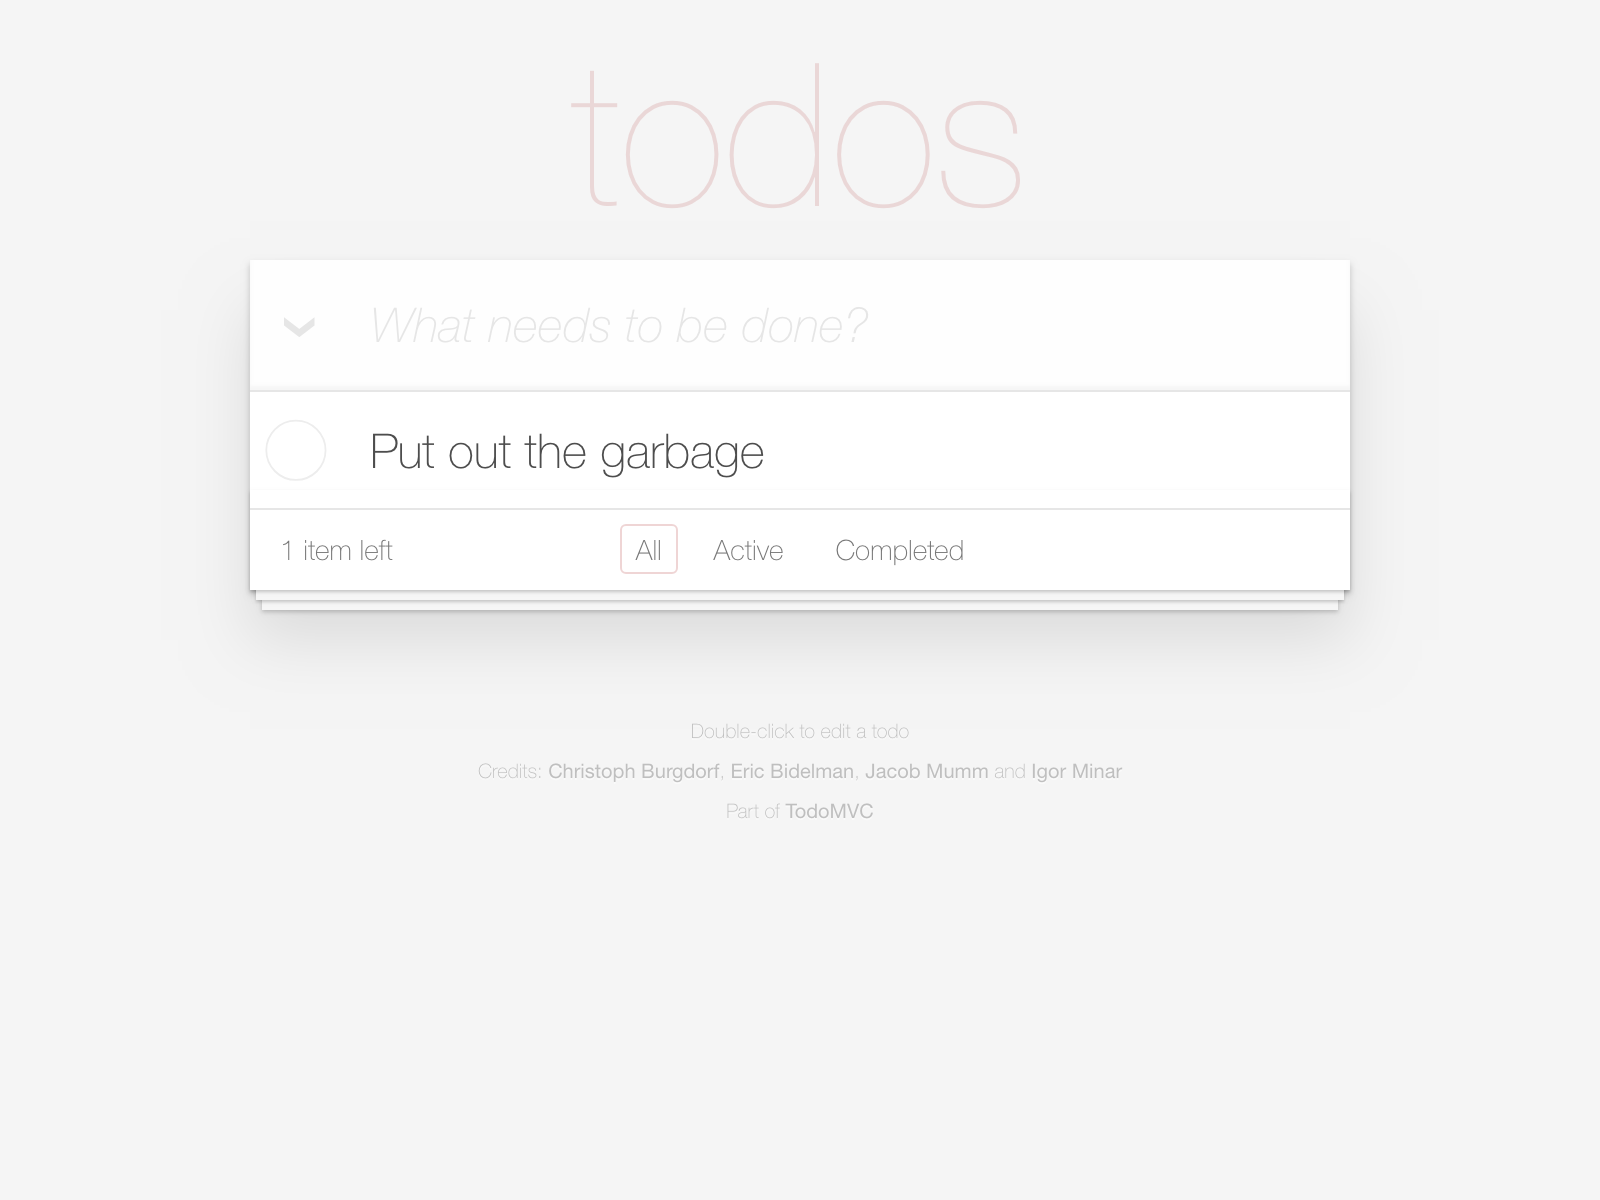 todos
What needs to be done?
Put out the garbage
1 item left All Active Completed
Double-click to edit a todo
Credits: Christoph Burgdorf, Eric Bidelman, Jacob Mumm and Igor Minar
Part of TodoMVC